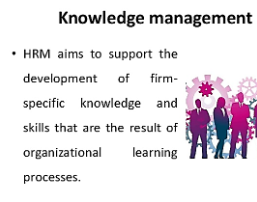 Knowledge management
• HRM aims to support the
development of firm-
specific knowledge and
skills that are the result of
organizational learning
processes.